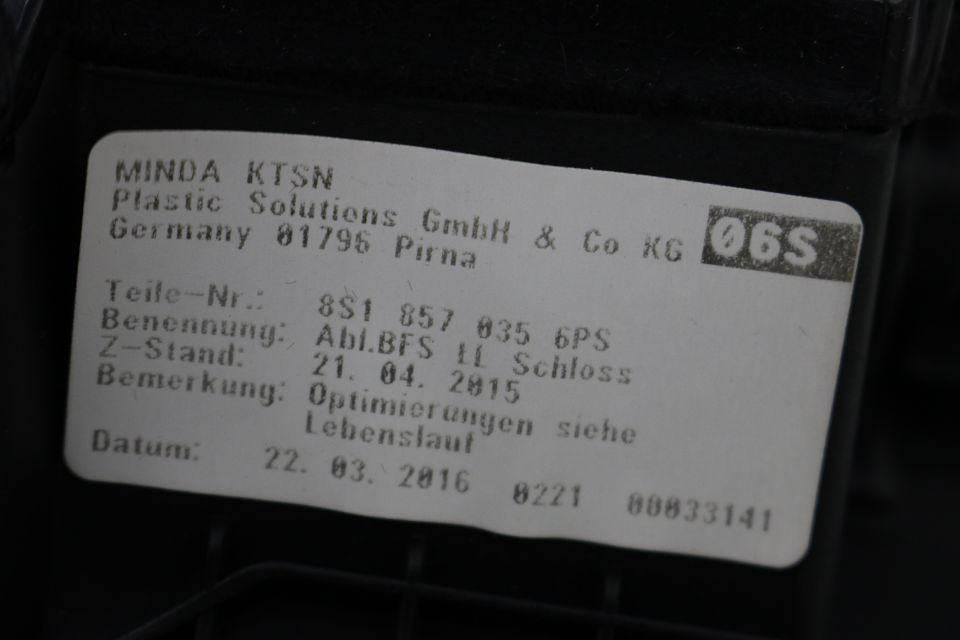 MINDA KTSN
Plastic Solutions GmbH & Co KG 06S
Germany 01796 Pirna
Teile-Nr.: 8S1 857 035 6PS
Benennung: Abl.BFS LL Schloss
Z-Stand: 21. 04. 2015
Bemerkung: Optimierungen siehe
Lebenslauf
Datum: 22. 03. 2016 0221 00033141